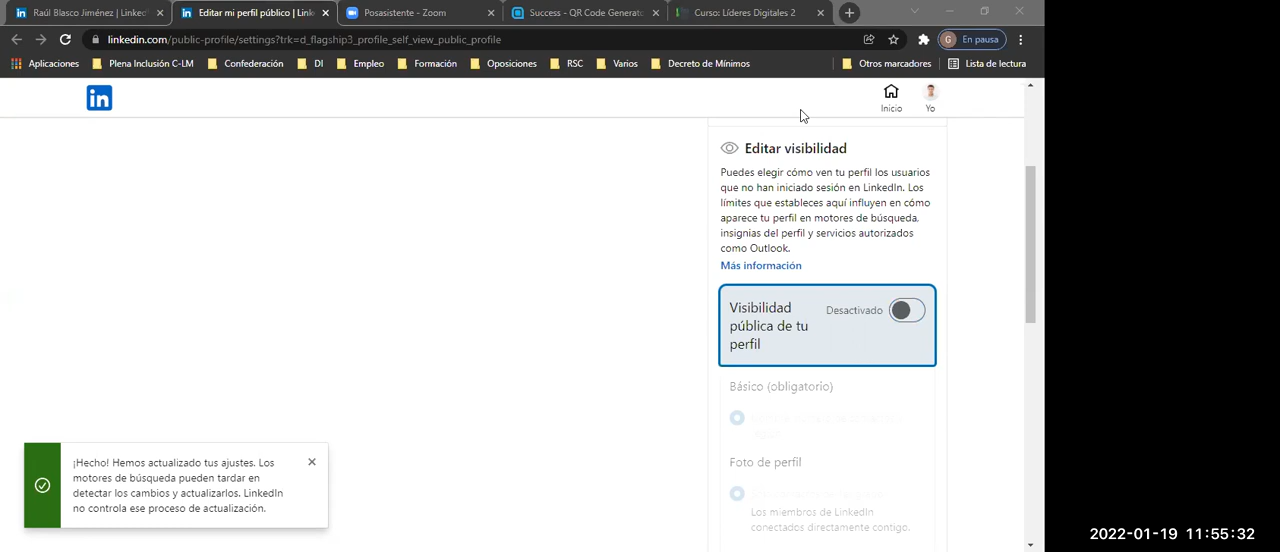 Raúl Blasco Jiménez | LinkedI
Editar mi perfil público | Link
Posasistente - Zoom
Success - QR Code Generato
Curso: Líderes Digitales 2
linkedin.com/public-profile/settings?trk=d_flagship3_profile_self_view_public_profile
G En pausa
Aplicaciones Plena Inclusión C-LM Confederación DI Empleo Formación Oposiciones RSC Varios Decreto de Mínimos Otros marcadores Lista de lectura
in
Inicio
Yo
Editar visibilidad
Puedes elegir cómo ven tu perfil los usuarios
que no han iniciado sesión en LinkedIn. Los
límites que estableces aquí influyen en cómo
aparece tu perfil en motores de búsqueda,
insignias del perfil y servicios autorizados
como Outlook.
Más información
Visibilidad
pública de tu
perfil
Desactivado
Básico (obligatorio)
Foto de perfil
Los miembros de LinkedIn
conectados directamente contigo.
¡Hecho! Hemos actualizado tus ajustes. Los
motores de búsqueda pueden tardar en
detectar los cambios y actualizarlos. LinkedIn
no controla ese proceso de actualización.
2022-01-19 11:55:32